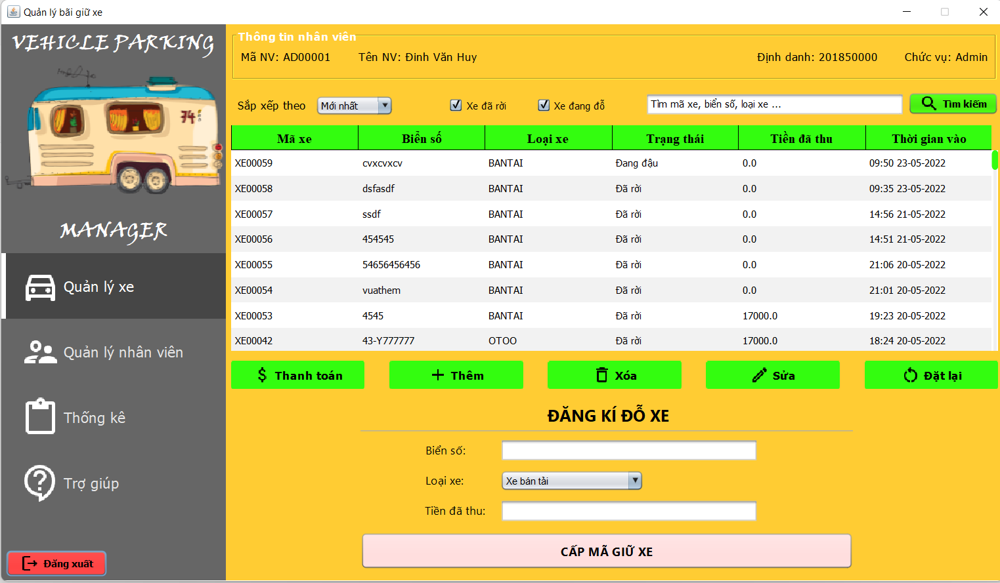 Quản lý bãi giữ xe
VEHICLE PARKING
74
MANAGER
Quản lý xe
Quản lý nhân viên
Thống kê
Trợ giúp
Đăng xuất
Thông tin nhân viên
Mã NV: AD00001 Tên NV: Đinh Văn Huy Định danh: 201850000 Chức vụ: Admin
Sắp xếp theo Mới nhất Xe đã rời Xe đang đỗ Tìm mã xe, biển số, loại xe ... Tìm kiếm
Mã xe Biển số Loại xe Trạng thái Tiền đã thu Thời gian vào
XE00059 cvxcvxcv BANTAI Đang đậu 0.0 09:50 23-05-2022
XE00058 dsfasdf BANTAI Đã rời 0.0 09:35 23-05-2022
XE00057 ssdf BANTAI Đã rời 0.0 14:56 21-05-2022
XE00056 454545 BANTAI Đã rời 0.0 14:51 21-05-2022
XE00055 54656456456 BANTAI Đã rời 0.0 21:06 20-05-2022
XE00054 vuathem BANTAI Đã rời 0.0 21:01 20-05-2022
XE00053 4545 BANTAI Đã rời 17000.0 19:23 20-05-2022
XE00042 43-Y777777 OTOO Đã rời 17000.0 18:24 20-05-2022
Thanh toán Thêm Xóa Sửa Đặt lại
ĐĂNG KÍ ĐỖ XE
Biển số:
Loại xe: Xe bán tải
Tiền đã thu:
CẤP MÃ GIỮ XE